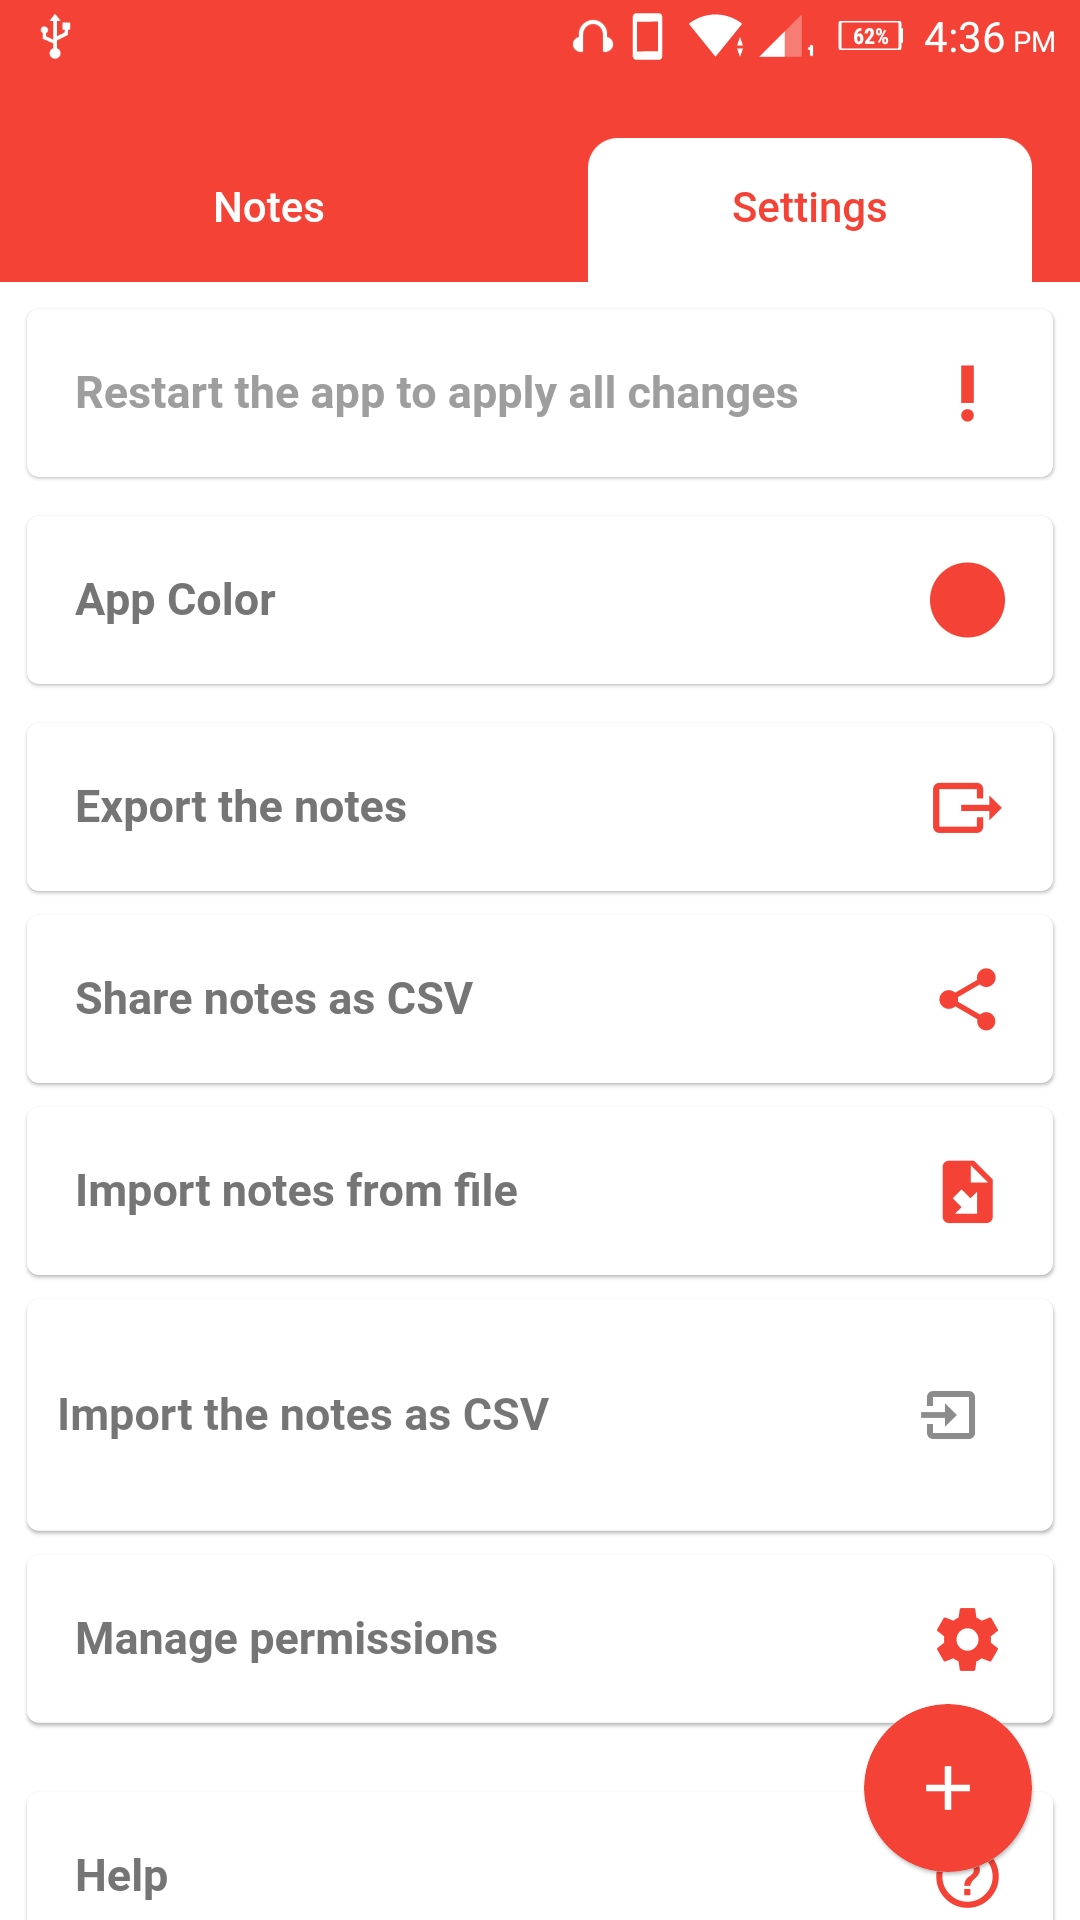 62% 4:36 PM
Notes Settings
Restart the app to apply all changes
App Color
Export the notes
Share notes as CSV
Import notes from file
Import the notes as CSV
Manage permissions
Help